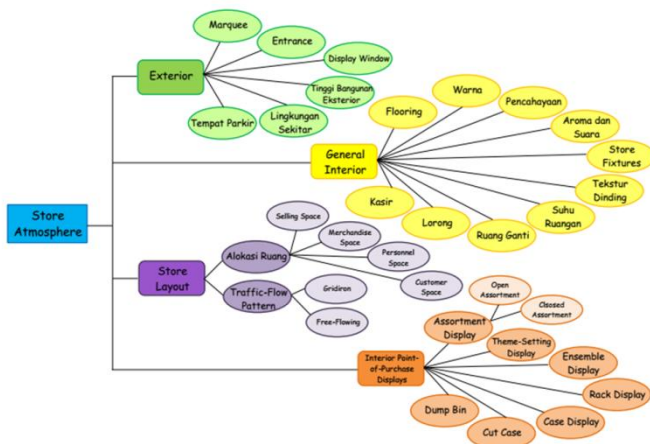 Marquee
Entrance
Display Window
Exterior
Tinggi Bangunan
Eksterior
Lingkungan
Sekitar
Tempat Parkir
Warna
Flooring
Pencahayaan
Aroma dan
Suara
General
Interior
Store
Fixtures
Tekstur
Dinding
Kasir
Lorong
Ruang Ganti
Suhu
Ruangan
Store
Atmosphere
Selling Space
Merchandise
Space
Alokasi Ruang
Personnel
Space
Customer
Space
Store
Layout
Traffic-Flow
Pattern
Gridiron
Free-Flowing
Open
Assortment
Closed
Assortment
Assortment
Display
Theme-Setting
Display
Ensemble
Display
Interior Point-
of-Purchase
Displays
Rack Display
Case Display
Cut Case
Dump Bin